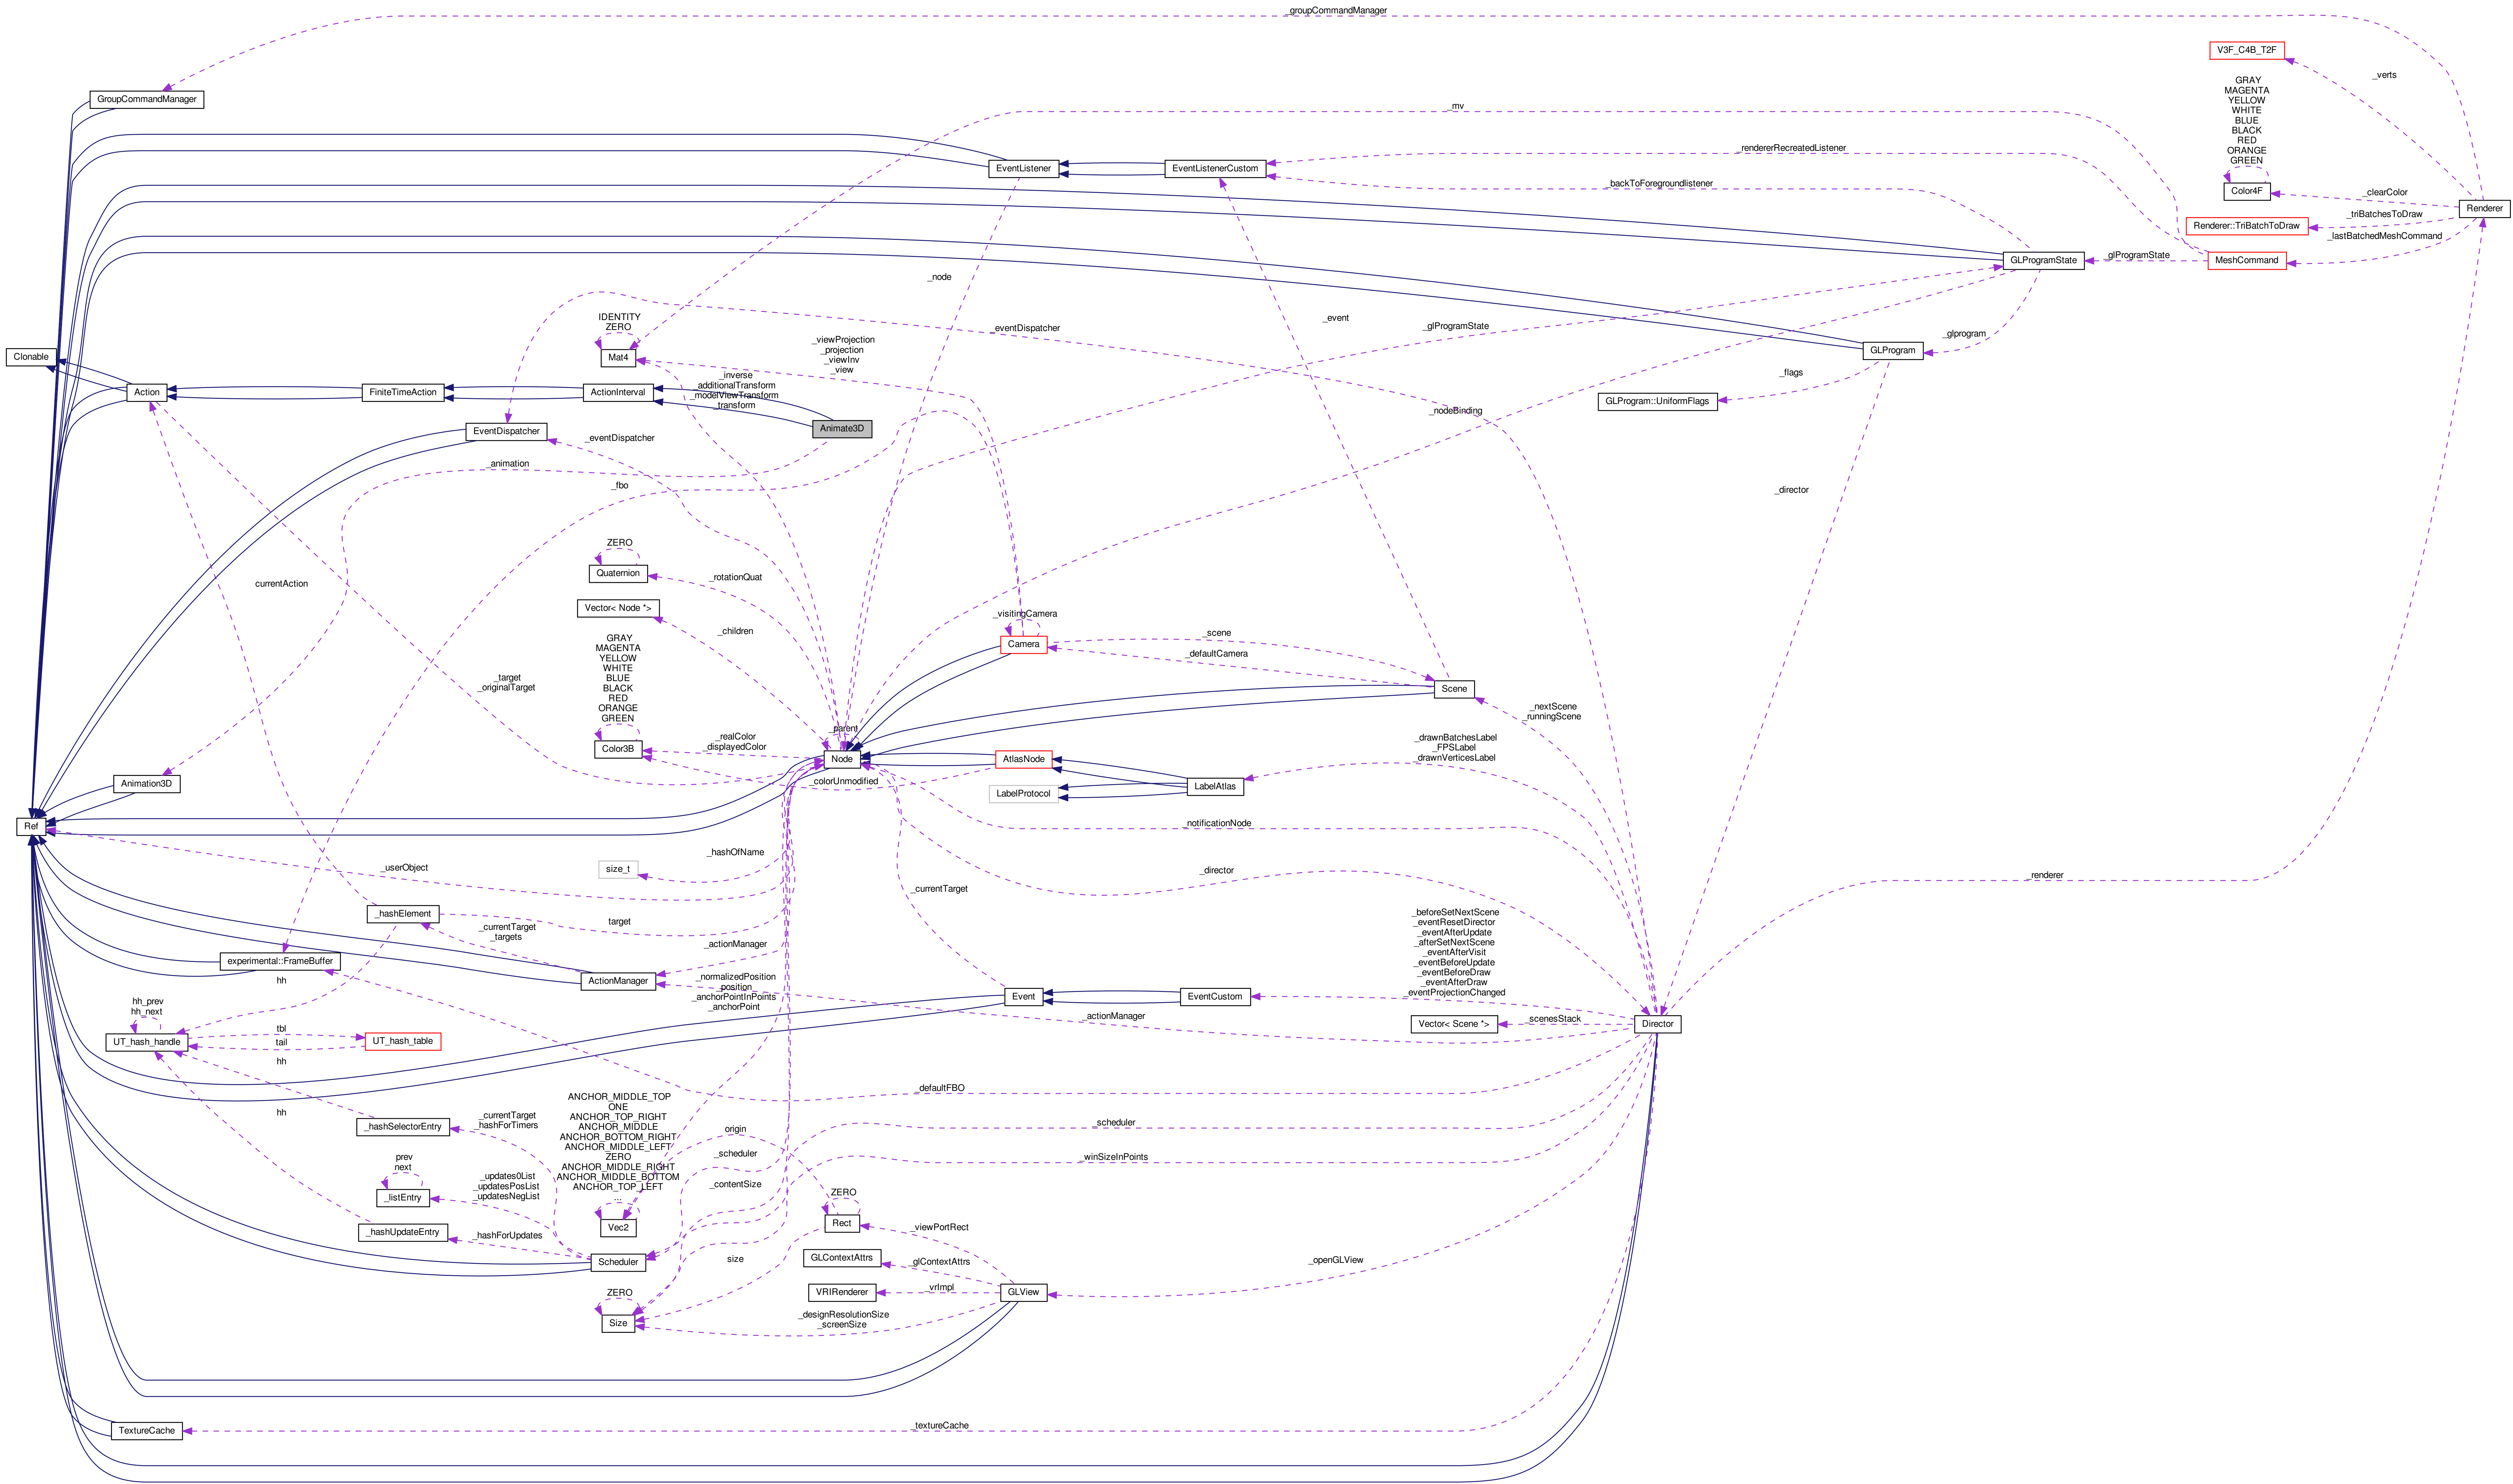 _groupCommandManager
V3F_C4B_T2F
_verts
GRAY
MAGENTA
YELLOW
WHITE
BLUE
BLACK
RED
ORANGE
GREEN
GroupCommandManager
_mv
_rendererRecreatedListener
EventListener
EventListenerCustom
_backToForegroundlistener
Color4F
_clearColor
Renderer
_triBatchesToDraw
Renderer::TriBatchToDraw
_lastBatchedMeshCommand
GLProgramState
_glProgramState
MeshCommand
_node
IDENTITY
ZERO
_eventDispatcher
_event
_glProgramState
_glprogram
Clonable
Mat4
_viewProjection
_projection
_viewInv
_view
GLProgram
_inverse
_additionalTransform
_modelViewTransform
_transform
_flags
Action
FiniteTimeAction
ActionInterval
GLProgram::UniformFlags
_nodeBinding
Animate3D
EventDispatcher
_eventDispatcher
_animation
_fbo
_director
ZERO
Quaternion
_rotationQuat
currentAction
Vector< Node *>
_children
_visitingCamera
Camera
_scene
_defaultCamera
GRAY
MAGENTA
YELLOW
WHITE
BLUE
BLACK
RED
ORANGE
GREEN
_target
_originalTarget
Scene
_nextScene
_runningScene
Color3B
_realColor
_displayedColor
_parent
Node
AtlasNode
_drawnBatchesLabel
_FPSLabel
_drawnVerticesLabel
colorUnmodified
Animation3D
LabelProtocol
LabelAtlas
Ref
_notificationNode
_hashOfName
size_t
_userObject
_director
_renderer
_currentTarget
_hashElement
target
_currentTarget
_targets
_actionManager
_beforeSetNextScene
_eventResetDirector
_eventAfterUpdate
_afterSetNextScene
_eventAfterVisit
_eventBeforeUpdate
_eventBeforeDraw
_eventAfterDraw
_eventProjectionChanged
experimental::FrameBuffer
hh
ActionManager
_normalizedPosition
_position
_anchorPointInPoints
_anchorPoint
Event
EventCustom
hh_prev
hh_next
_actionManager
Vector< Scene *>
_scenesStack
Director
UT_hash_handle
tbl
tail
UT_hash_table
hh
_defaultFBO
ANCHOR_MIDDLE_TOP
ONE
ANCHOR_TOP_RIGHT
ANCHOR_MIDDLE
ANCHOR_BOTTOM_RIGHT
ANCHOR_MIDDLE_LEFT
ZERO
ANCHOR_MIDDLE_RIGHT
ANCHOR_MIDDLE_BOTTOM
ANCHOR_TOP_LEFT
...
hh
_hashSelectorEntry
_currentTarget
_hashForTimers
origin
_scheduler
prev
next
_scheduler
_winSizeInPoints
_listEntry
_updates0List
_updatesPosList
_updatesNegList
_contentSize
ZERO
Vec2
Rect
_viewPortRect
_hashUpdateEntry
_hashForUpdates
Scheduler
size
GLContextAttrs
_glContextAttrs
_openGLView
ZERO
VRIRenderer
_vrImpl
GLView
Size
_designResolutionSize
_screenSize
TextureCache
_textureCache